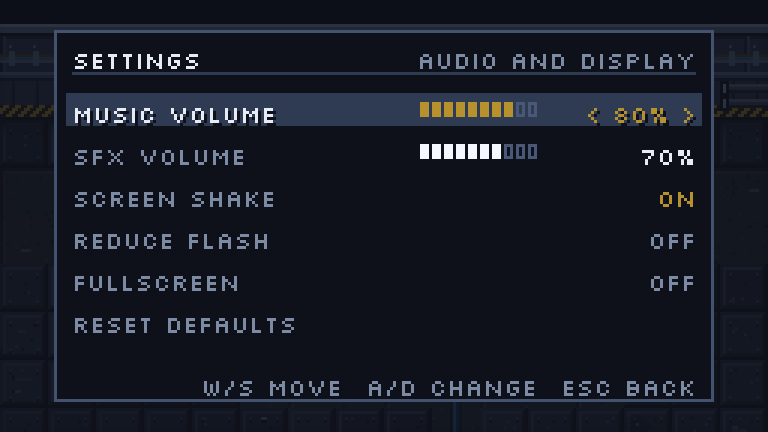 SETTINGS AUDIO AND DISPLAY
MUSIC VOLUME < 80% >
SFX VOLUME 70%
SCREEN SHAKE ON
REDUCE FLASH OFF
FULLSCREEN OFF
RESET DEFAULTS
W/S MOVE A/D CHANGE ESC BACK